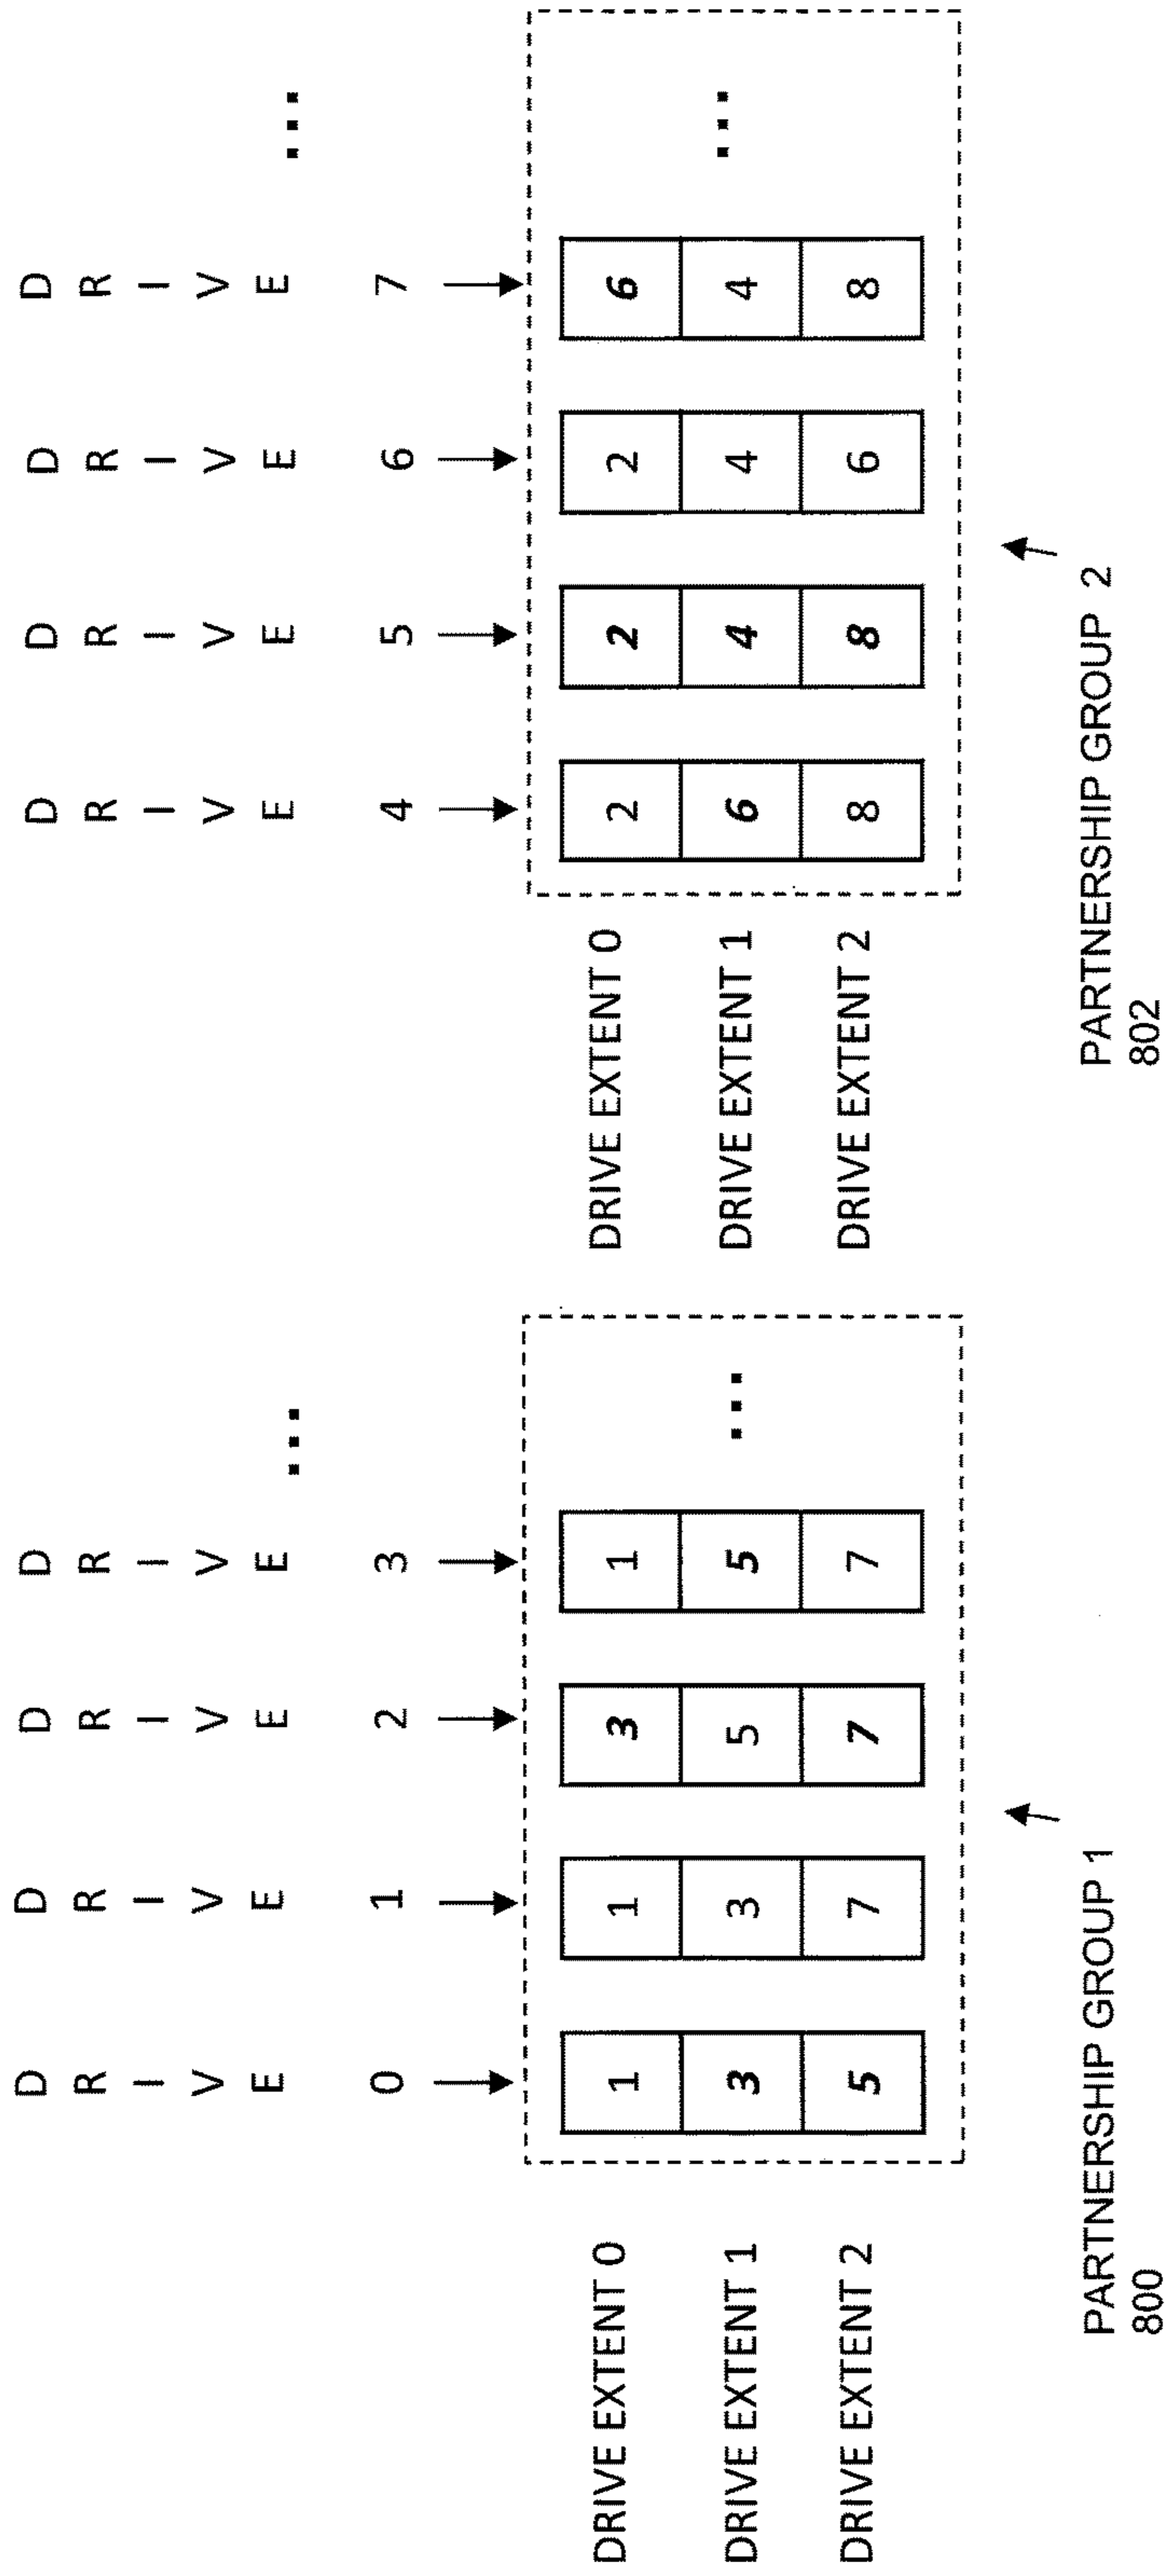 DRIVE 0
DRIVE 1
DRIVE 2
DRIVE 3
...
DRIVE EXTENT 0
1 1 3 1
DRIVE EXTENT 1
3 3 5 5
...
DRIVE EXTENT 2
5 7 7 7
PARTNERSHIP GROUP 1
800
DRIVE 4
DRIVE 5
DRIVE 6
DRIVE 7
...
DRIVE EXTENT 0
2 2 2 6
DRIVE EXTENT 1
6 4 4 4
...
DRIVE EXTENT 2
8 8 6 8
PARTNERSHIP GROUP 2
802